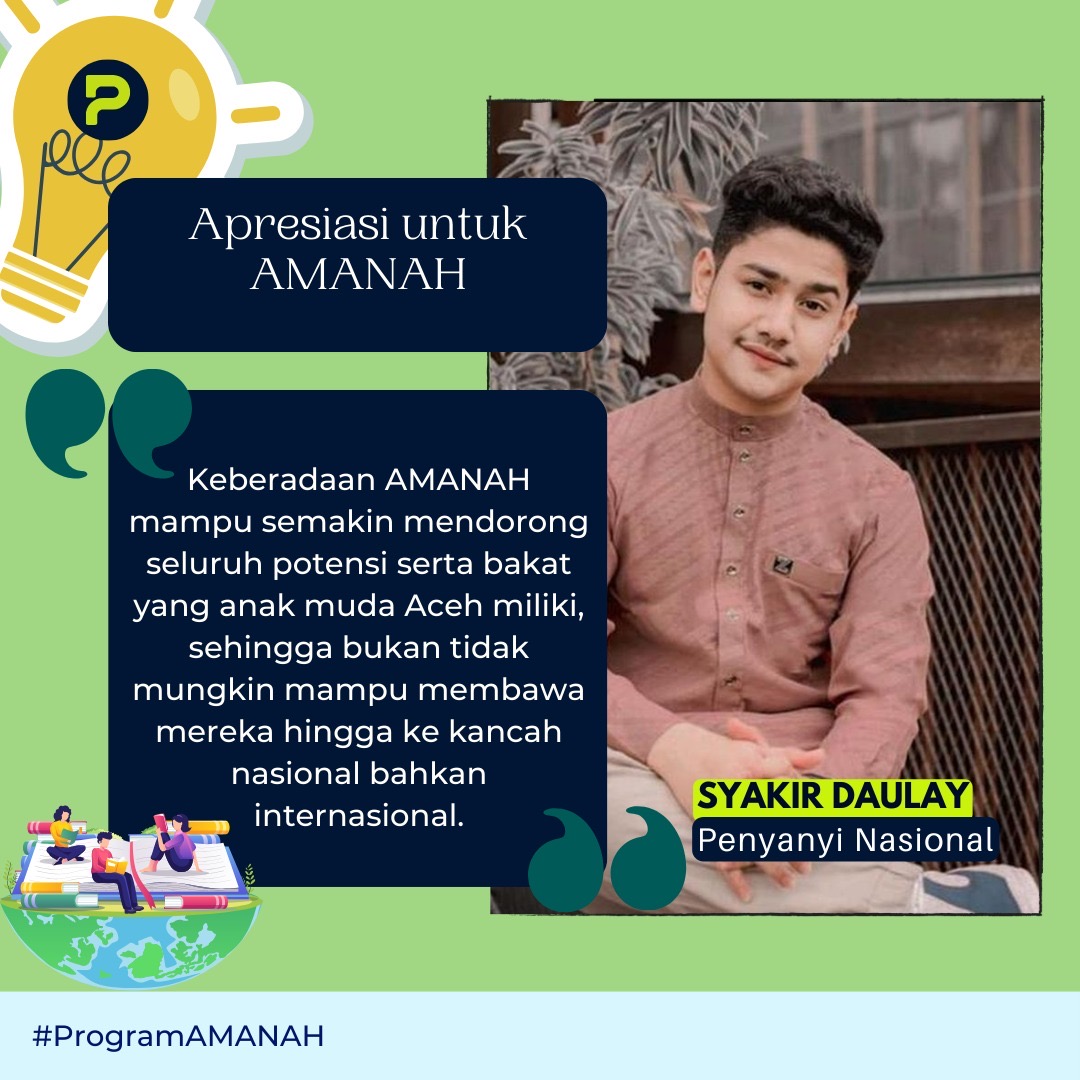 P
Apresiasi untuk
AMANAH
Keberadaan AMANAH
mampu semakin mendorong
seluruh potensi serta bakat
yang anak muda Aceh miliki,
sehingga bukan tidak
mungkin mampu membawa
mereka hingga ke kancah
nasional bahkan
internasional.
SYAKIR DAULAY
Penyanyi Nasional
#ProgramAMANAH